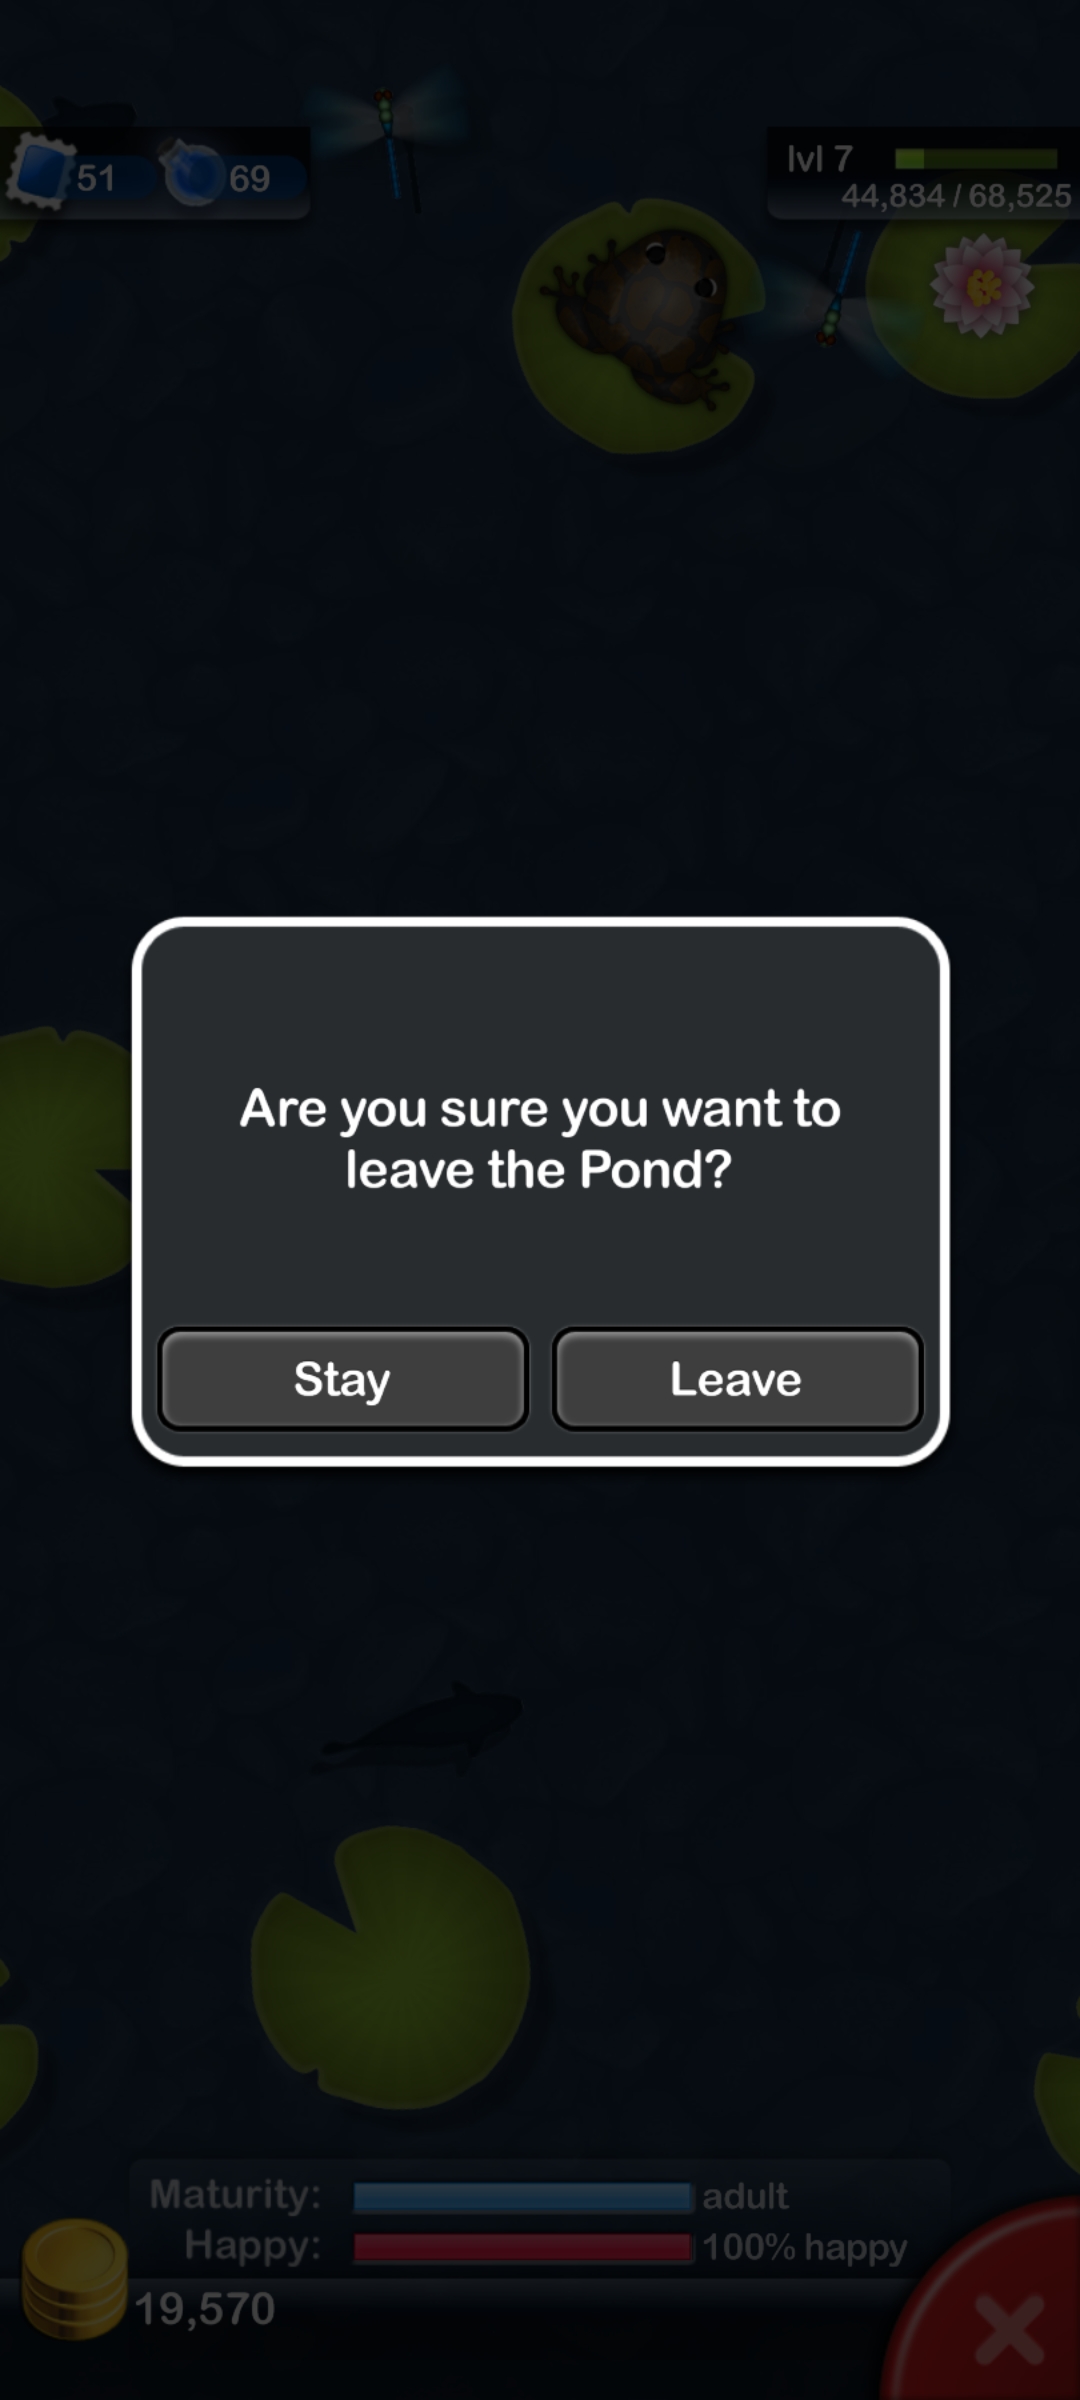 51
69
lvl 7
44,834 / 68,525
Are you sure you want to
leave the Pond?
Stay
Leave
Maturity:
adult
Happy:
100% happy
19,570